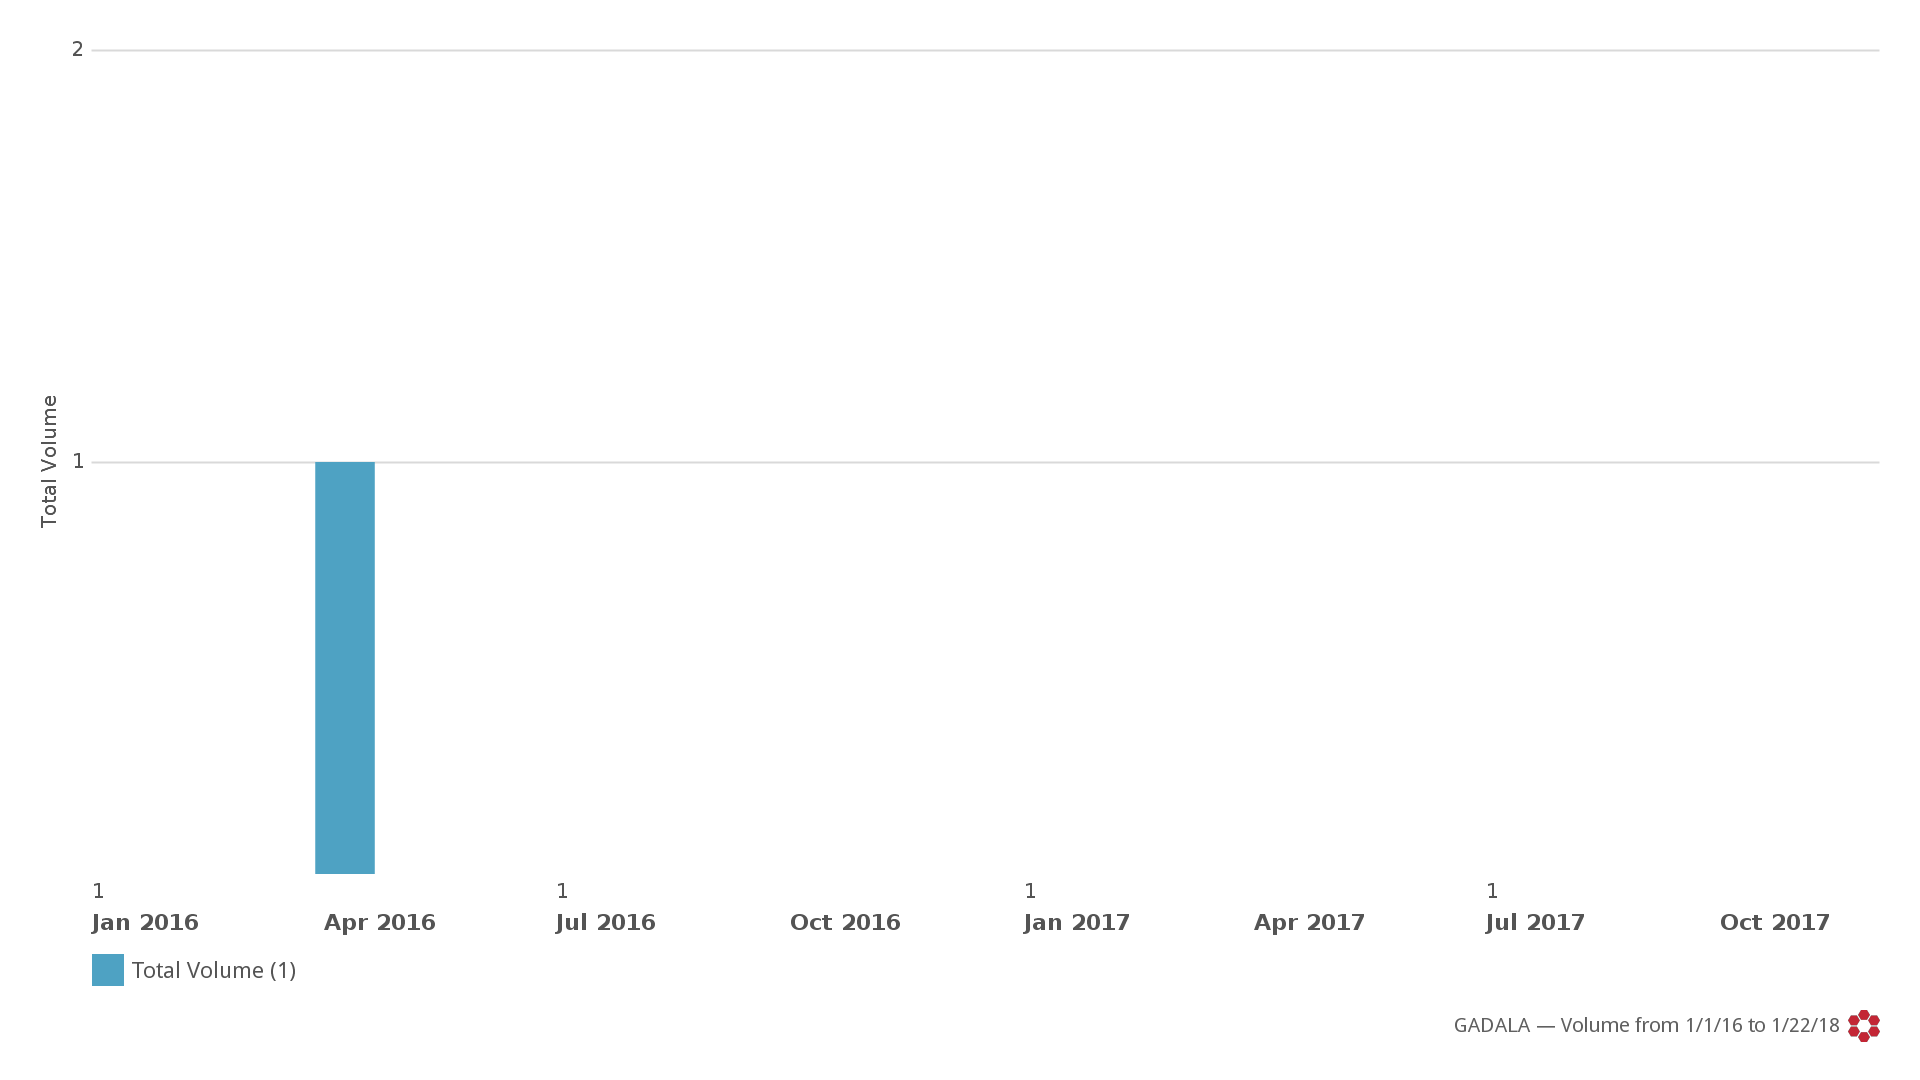 2
Total Volume
1
1 1 1 1
Jan 2016 Apr 2016 Jul 2016 Oct 2016 Jan 2017 Apr 2017 Jul 2017 Oct 2017
Total Volume (1)
GADALA — Volume from 1/1/16 to 1/22/18